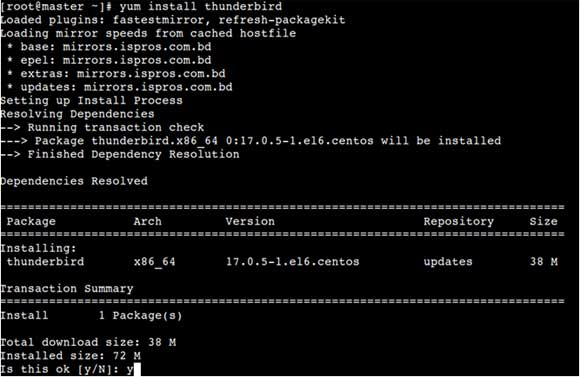 [root@master ~]# yum install thunderbird
Loaded plugins: fastestmirror, refresh-packagekit
Loading mirror speeds from cached hostfile
 * base: mirrors.ispros.com.bd
 * epel: mirrors.ispros.com.bd
 * extras: mirrors.ispros.com.bd
 * updates: mirrors.ispros.com.bd
Setting up Install Process
Resolving Dependencies
--> Running transaction check
---> Package thunderbird.x86_64 0:17.0.5-1.el6.centos will be installed
--> Finished Dependency Resolution

Dependencies Resolved

================================================================================
 Package          Arch          Version                    Repository      Size
================================================================================
Installing:
 thunderbird      x86_64        17.0.5-1.el6.centos        updates         38 M

Transaction Summary
================================================================================
Install       1 Package(s)

Total download size: 38 M
Installed size: 72 M
Is this ok [y/N]: y